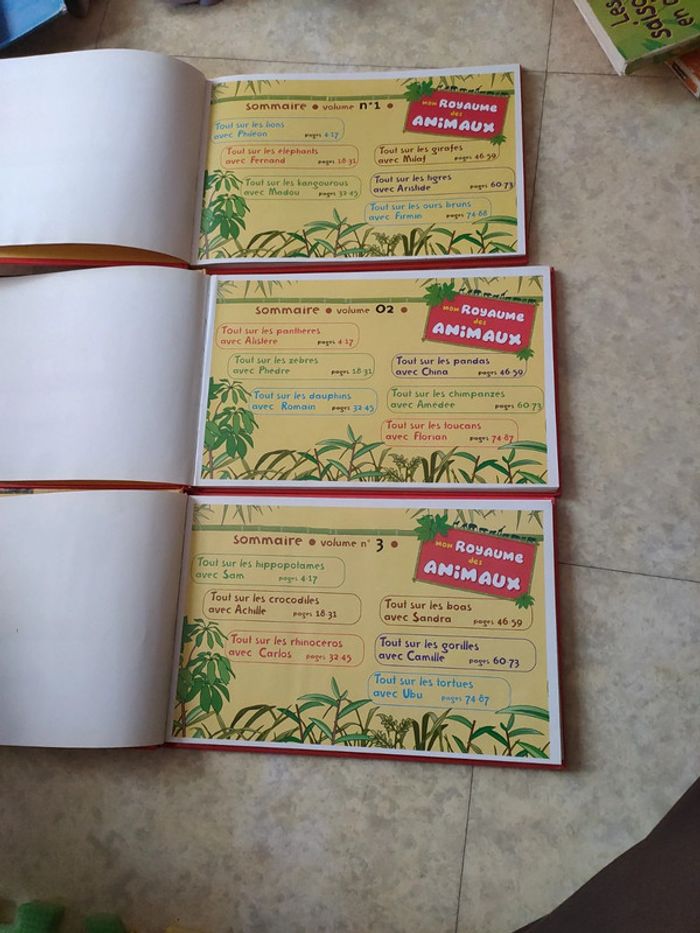 Les
saiso
en c
sommaire • volume n°1
mon ROYAUME
des
ANiMAUX
Tout sur les lions
avec Philéon pages 4-17
Tout sur les éléphants
avec Fernand pages 18-31
Tout sur les kangourous
avec Madou pages 32-45
Tout sur les girafes
avec Milaf pages 46-59
Tout sur les tigres
avec Aristide pages 60-73
Tout sur les ours bruns
avec Firmin pages 74-88
sommaire • volume 02 •
mon ROYAUME
des
ANiMAUX
Tout sur les panthères
avec pages 4-17
Tout sur les zèbres
avec Phèdre pages 18-31
Tout sur les dauphins
avec Romain pages 32-45
Tout sur les pandas
avec China pages 46-59
Tout sur les chimpanzés
avec Amédée pages 60-73
Tout sur les toucans
avec Florian pages 74-87
sommaire • volume n° 3 •
mon ROYAUME
des
ANiMAUX
Tout sur les hippopotames
avec Sam pages 4-17
Tout sur les crocodiles
avec Achille pages 18-31
Tout sur les rhinocéros
avec Carlos pages 32-45
Tout sur les boas
avec Sandra pages 46-59
Tout sur les gorilles
avec Camille pages 60-73
Tout sur les tortues
avec Ubu pages 74-87